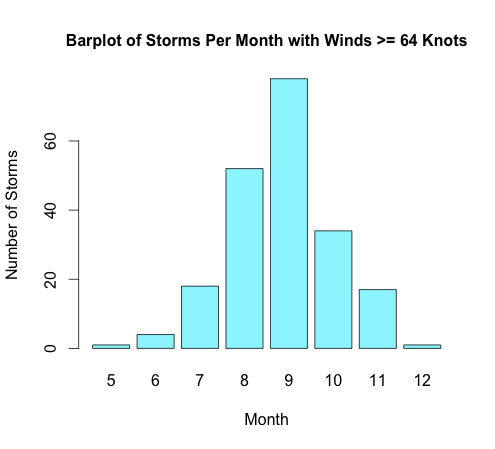 Barplot of Storms Per Month with Winds >= 64 Knots
Number of Storms
60
40
20
0
5 6 7 8 9 10 11 12
Month